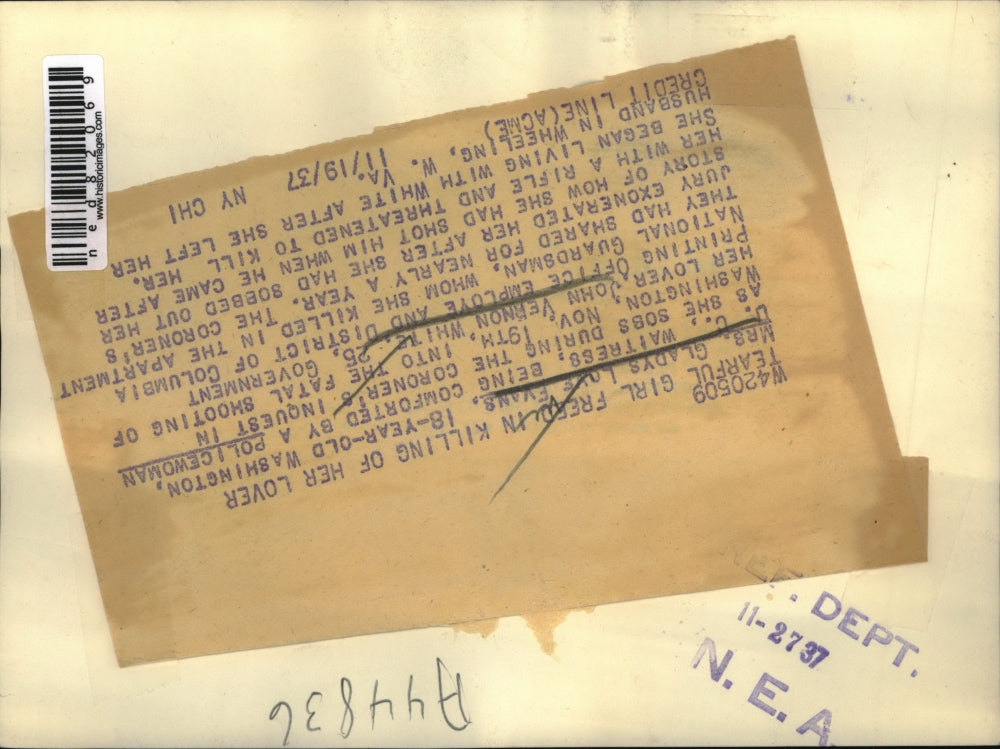 W420509
TEARFUL GIRL FREED IN KILLING OF HER LOVER
MRS. GLADYS LOVE EVANS, 18-YEAR-OLD WASHINGTON,
D. C., WAITRESS, BEING COMFORTED BY A POLICEWOMAN
AS SHE SOBS DURING THE CORONER'S INQUEST IN
WASHINGTON, NOV. 19TH, INTO THE FATAL SHOOTING OF
HER LOVER, JOHN VERNON WHITE, 25, GOVERNMENT
PRINTING OFFICE EMPLOYE AND DISTRICT OF COLUMBIA
NATIONAL GUARDSMAN, WHOM SHE KILLED IN THE APARTMENT
THEY HAD SHARED FOR NEARLY A YEAR. THE CORONER'S
JURY EXONERATED HER AFTER SHE SOBBED OUT HER
STORY OF HOW SHE HAD SHOT HIM WHEN HE CAME AFTER
HER WITH A RIFLE AND THREATENED TO KILL HER.
SHE BEGAN LIVING WITH WHITE AFTER SHE LEFT HER
HUSBAND IN WHEELING, W. VA.
CREDIT LINE(ACME) 11/19/37 NY CHI
ned82069
www.historicimages.com
REF. DEPT.
11-2737
N. E. A.
A44836